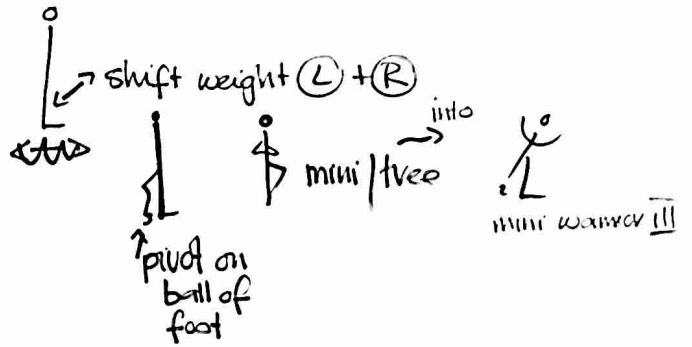 shift weight L + R
mini/tree
into
mini warrior III
pivot on
ball of
foot